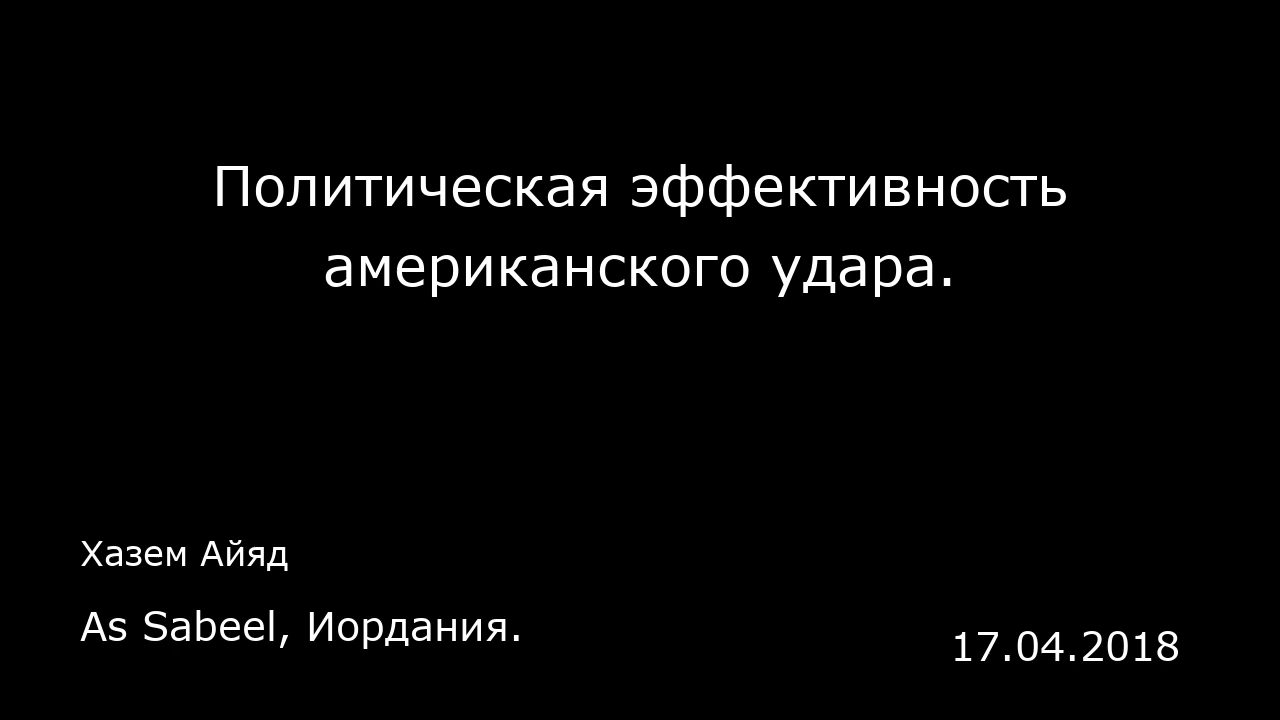 Политическая эффективность
американского удара.
Хазем Айяд
As Sabeel, Иордания.
17.04.2018